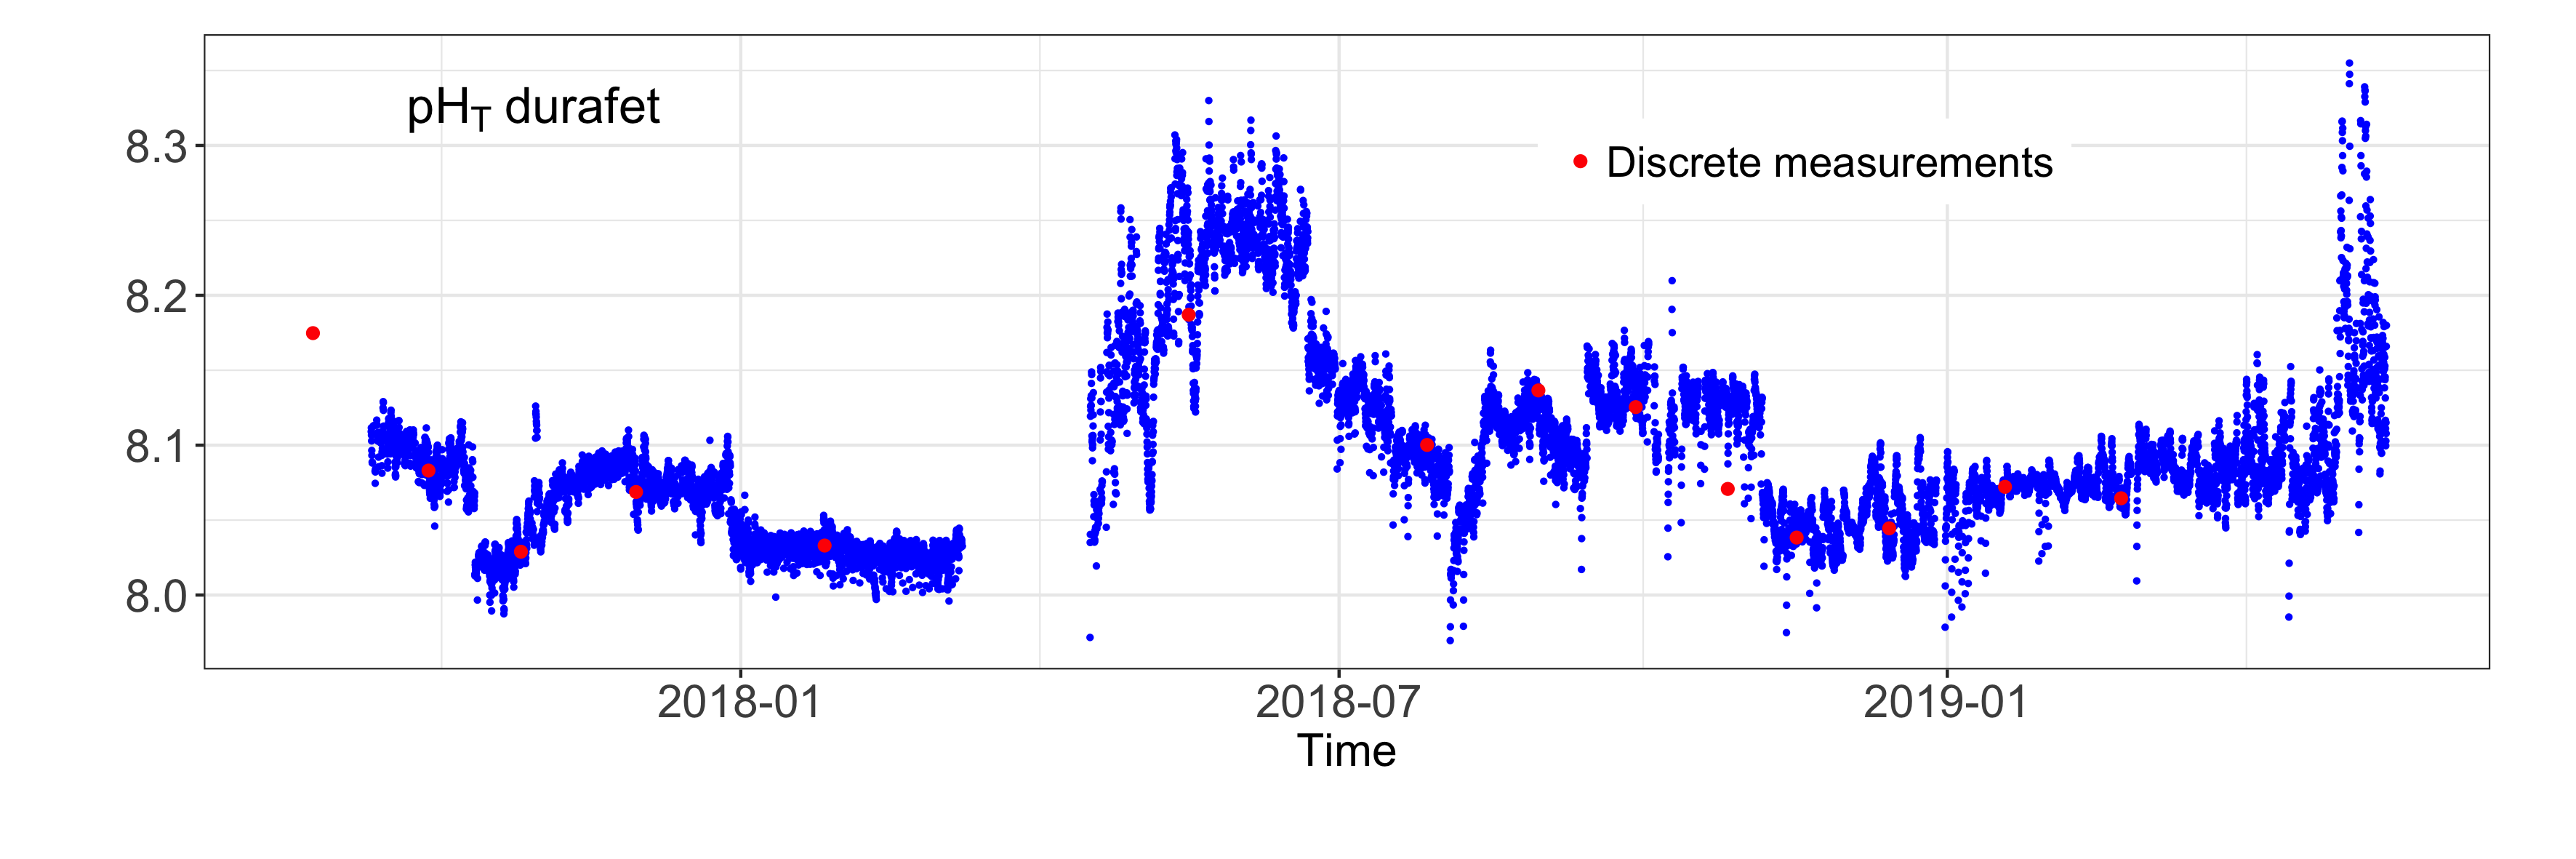 pHT durafet
Discrete measurements
8.3
8.2
8.1
8.0
2018-01 2018-07 2019-01
Time